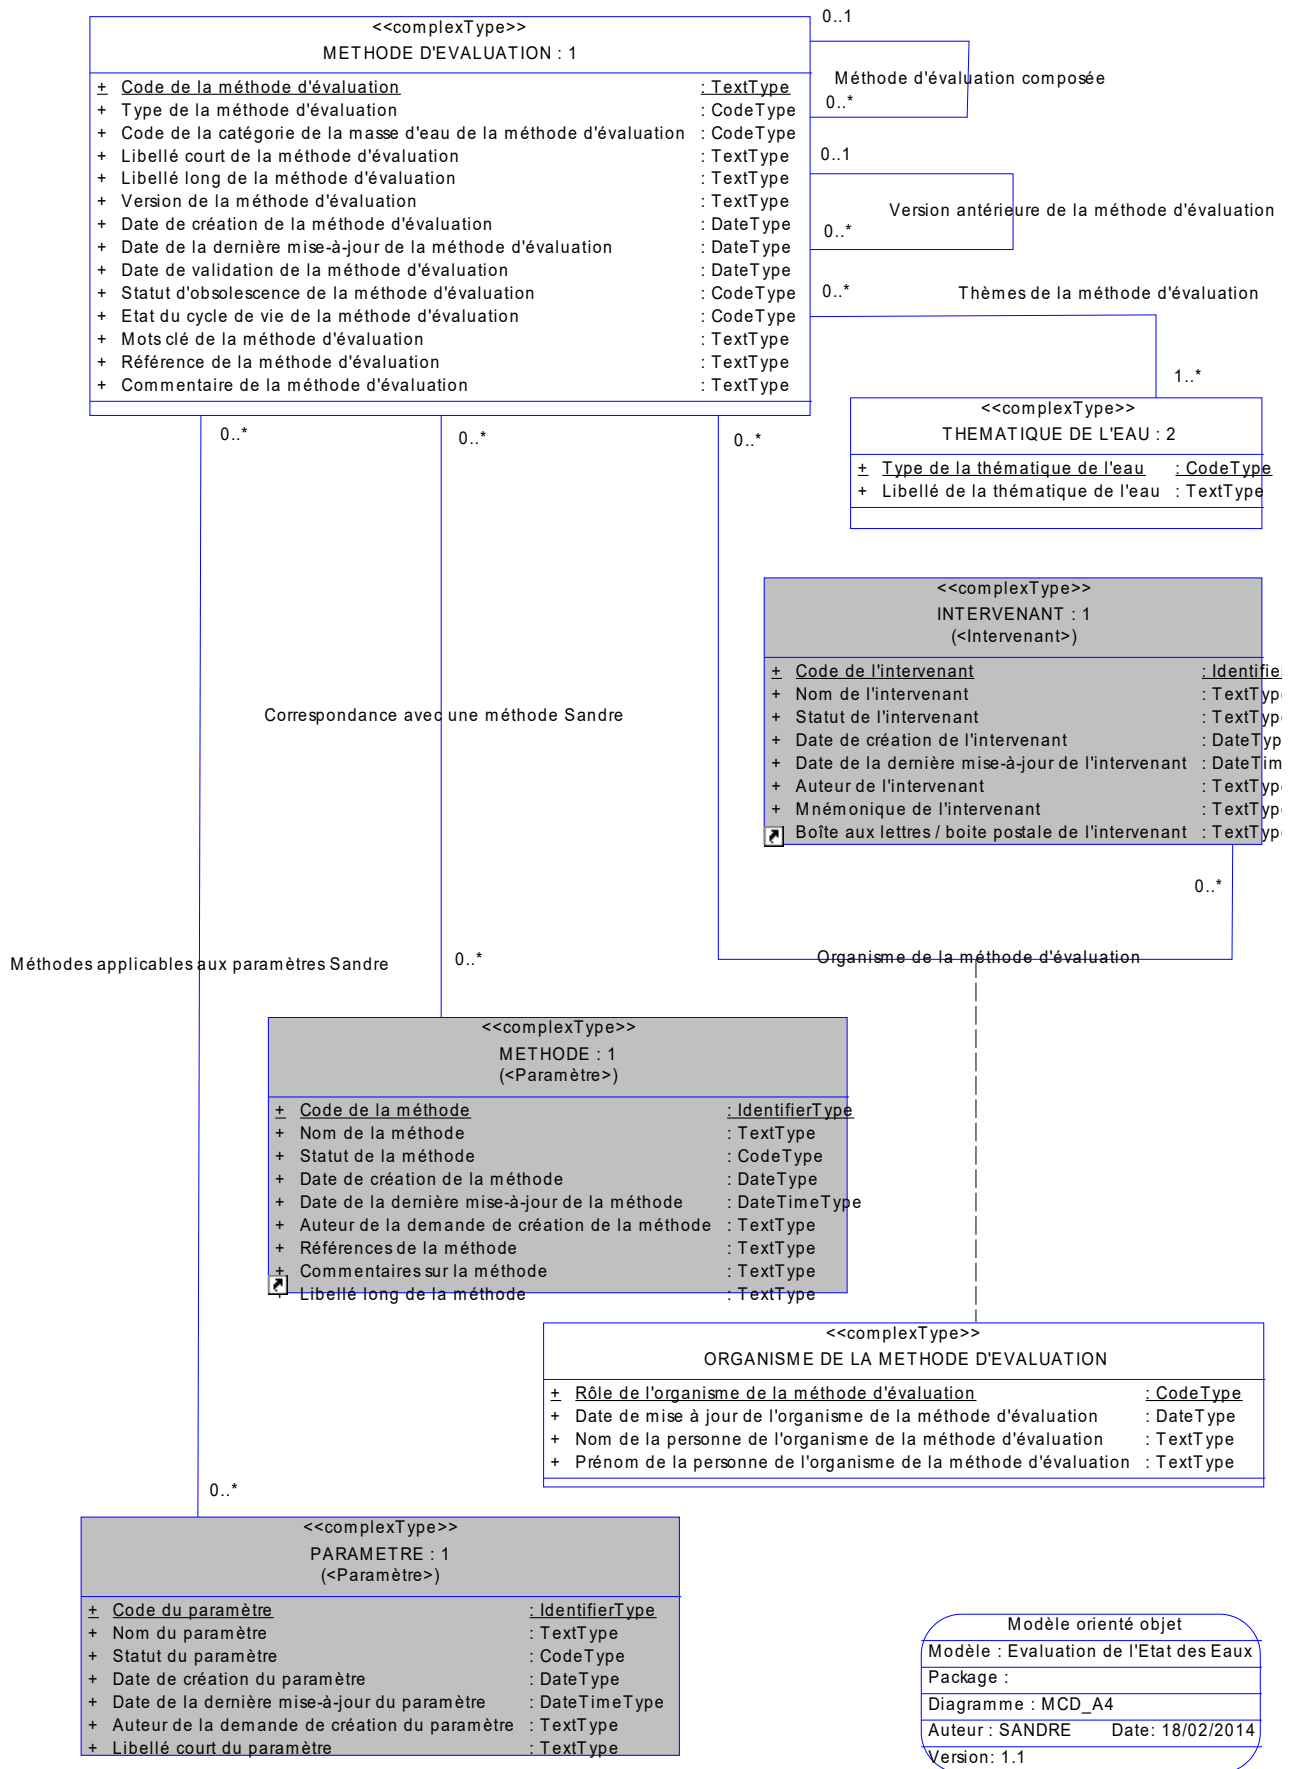 <<complexType>>
METHODE D'EVALUATION : 1
+ Code de la méthode d'évaluation : TextType
+ Type de la méthode d'évaluation : CodeType
+ Code de la catégorie de la masse d'eau de la méthode d'évaluation : CodeType
+ Libellé court de la méthode d'évaluation : TextType
+ Libellé long de la méthode d'évaluation : TextType
+ Version de la méthode d'évaluation : TextType
+ Date de création de la méthode d'évaluation : DateType
+ Date de la dernière mise-à-jour de la méthode d'évaluation : DateType
+ Date de validation de la méthode d'évaluation : DateType
+ Statut d'obsolescence de la méthode d'évaluation : CodeType
+ Etat du cycle de vie de la méthode d'évaluation : CodeType
+ Mots clé de la méthode d'évaluation : TextType
+ Référence de la méthode d'évaluation : TextType
+ Commentaire de la méthode d'évaluation : TextType
0..1
Méthode d'évaluation composée
0..*
0..1
Version antérieure de la méthode d'évaluation
0..*
0..*
Thèmes de la méthode d'évaluation
1..*
<<complexType>>
THEMATIQUE DE L'EAU : 2
+ Type de la thématique de l'eau : CodeType
+ Libellé de la thématique de l'eau : TextType
0..*
0..*
0..*
<<complexType>>
INTERVENANT : 1
(<Intervenant>)
+ Code de l'intervenant : Identifie
+ Nom de l'intervenant : TextTyp
+ Statut de l'intervenant : TextTyp
+ Date de création de l'intervenant : DateTyp
+ Date de la dernière mise-à-jour de l'intervenant : DateTim
+ Auteur de l'intervenant : TextTyp
+ Mnémonique de l'intervenant : TextTyp
Boîte aux lettres / boite postale de l'intervenant : TextTyp
0..*
Correspondance avec une méthode Sandre
Organisme de la méthode d'évaluation
Méthodes applicables aux paramètres Sandre
0..*
<<complexType>>
METHODE : 1
(<Paramètre>)
+ Code de la méthode : IdentifierType
+ Nom de la méthode : TextType
+ Statut de la méthode : CodeType
+ Date de création de la méthode : DateType
+ Date de la dernière mise-à-jour de la méthode : DateTimeType
+ Auteur de la demande de création de la méthode : TextType
+ Références de la méthode : TextType
+ Commentaires sur la méthode : TextType
+ Libellé long de la méthode : TextType
<<complexType>>
ORGANISME DE LA METHODE D'EVALUATION
+ Rôle de l'organisme de la méthode d'évaluation : CodeType
+ Date de mise à jour de l'organisme de la méthode d'évaluation : DateType
+ Nom de la personne de l'organisme de la méthode d'évaluation : TextType
+ Prénom de la personne de l'organisme de la méthode d'évaluation : TextType
0..*
<<complexType>>
PARAMETRE : 1
(<Paramètre>)
+ Code du paramètre : IdentifierType
+ Nom du paramètre : TextType
+ Statut du paramètre : CodeType
+ Date de création du paramètre : DateType
+ Date de la dernière mise-à-jour du paramètre : DateTimeType
+ Auteur de la demande de création du paramètre : TextType
+ Libellé court du paramètre : TextType
Modèle orienté objet
Modèle : Evaluation de l'Etat des Eaux
Package :
Diagramme : MCD_A4
Auteur : SANDRE Date: 18/02/2014
Version: 1.1